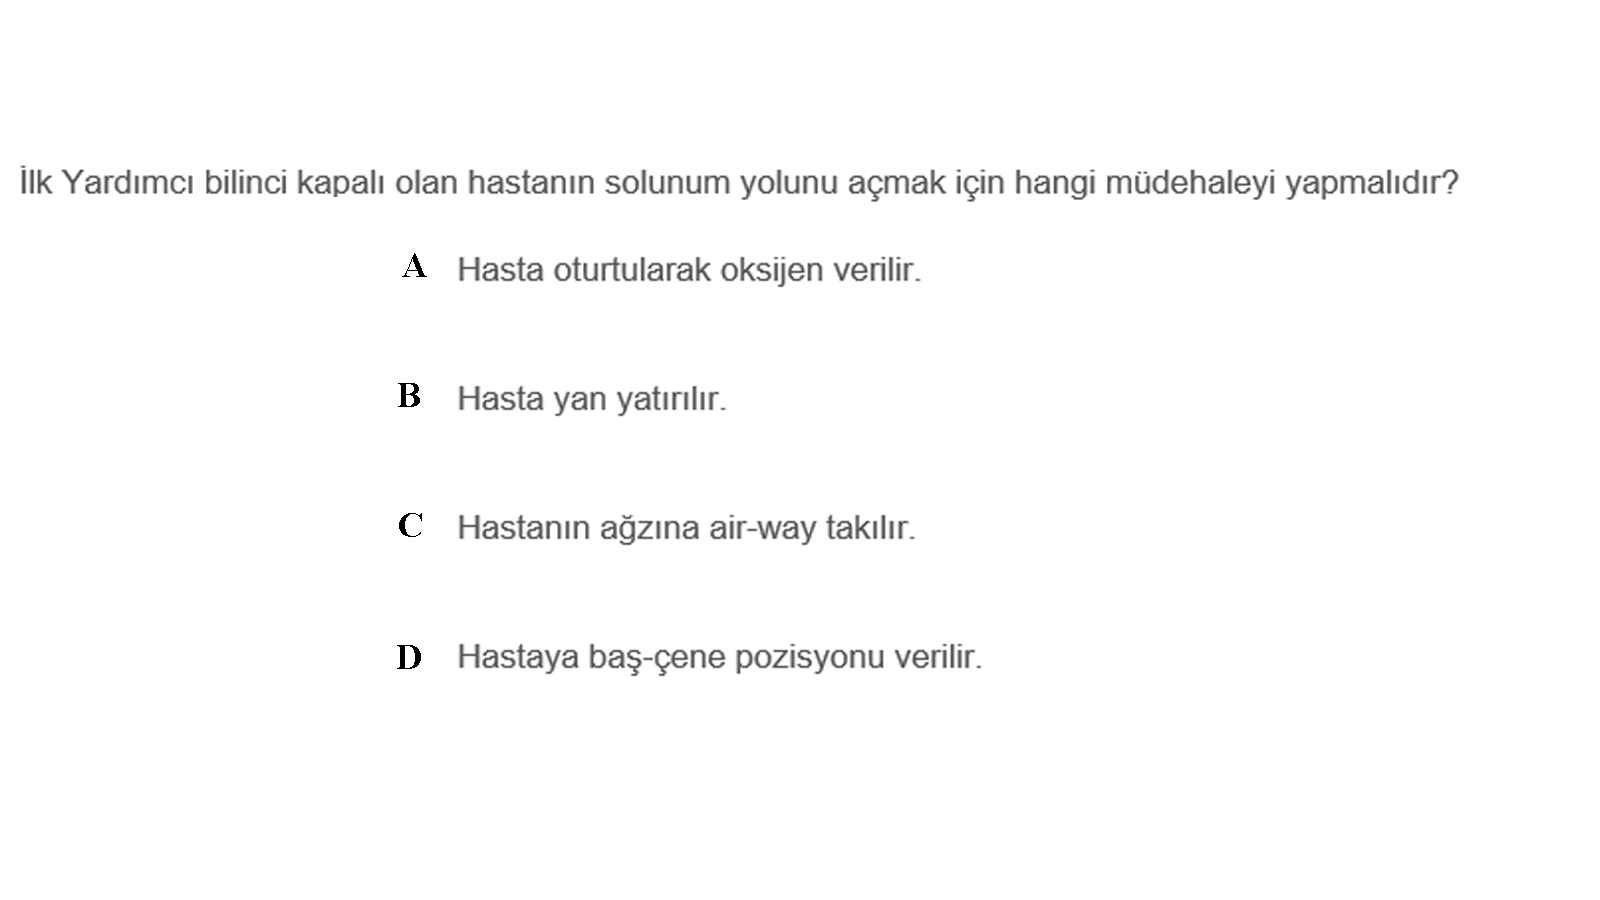 İlk Yardımcı bilinci kapalı olan hastanın solunum yolunu açmak için hangi müdehaleyi yapmalıdır?
A Hasta oturtularak oksijen verilir.
B Hasta yan yatırılır.
C Hastanın ağzına air-way takılır.
D Hastaya baş-çene pozisyonu verilir.